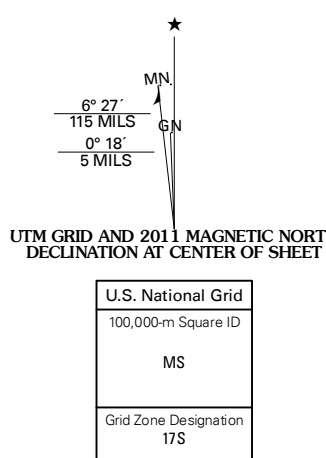 ★
MN.
6° 27´
115 MILS
GN
0° 18´
5 MILS
UTM GRID AND 2011 MAGNETIC NORT
DECLINATION AT CENTER OF SHEET
U.S. National Grid
100,000-m Square ID
MS
Grid Zone Designation
17S